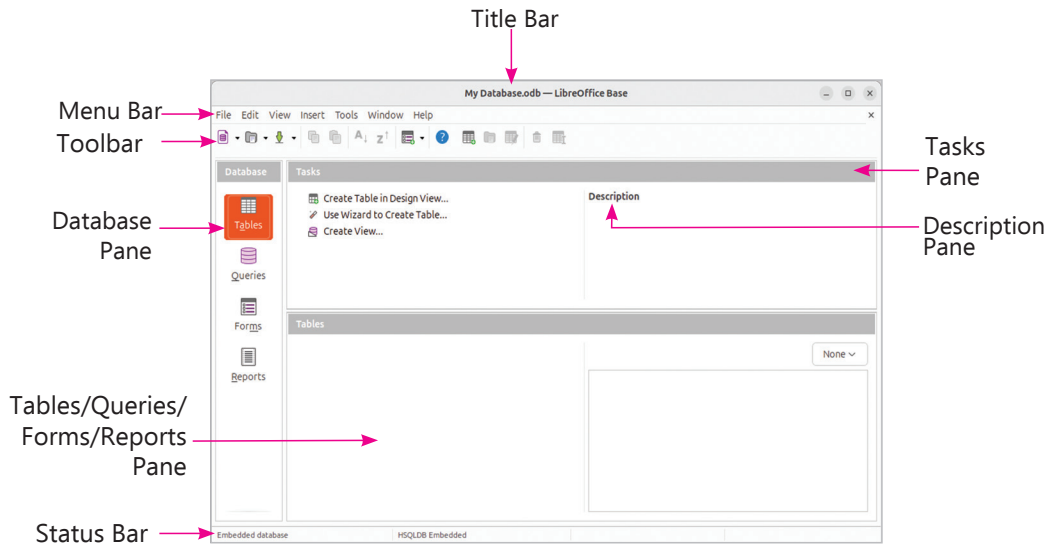 Title Bar
My Database.odb — LibreOffice Base
Menu Bar
File Edit View Insert Tools Window Help
Toolbar
Database
Tasks
Tasks
Pane
Create Table in Design View...
Use Wizard to Create Table...
Create View...
Description
Description
Pane
Database
Pane
Tables
Queries
Forms
Reports
Tables
None
Tables/Queries/
Forms/Reports
Pane
Status Bar
Embedded database
HSQLDB Embedded